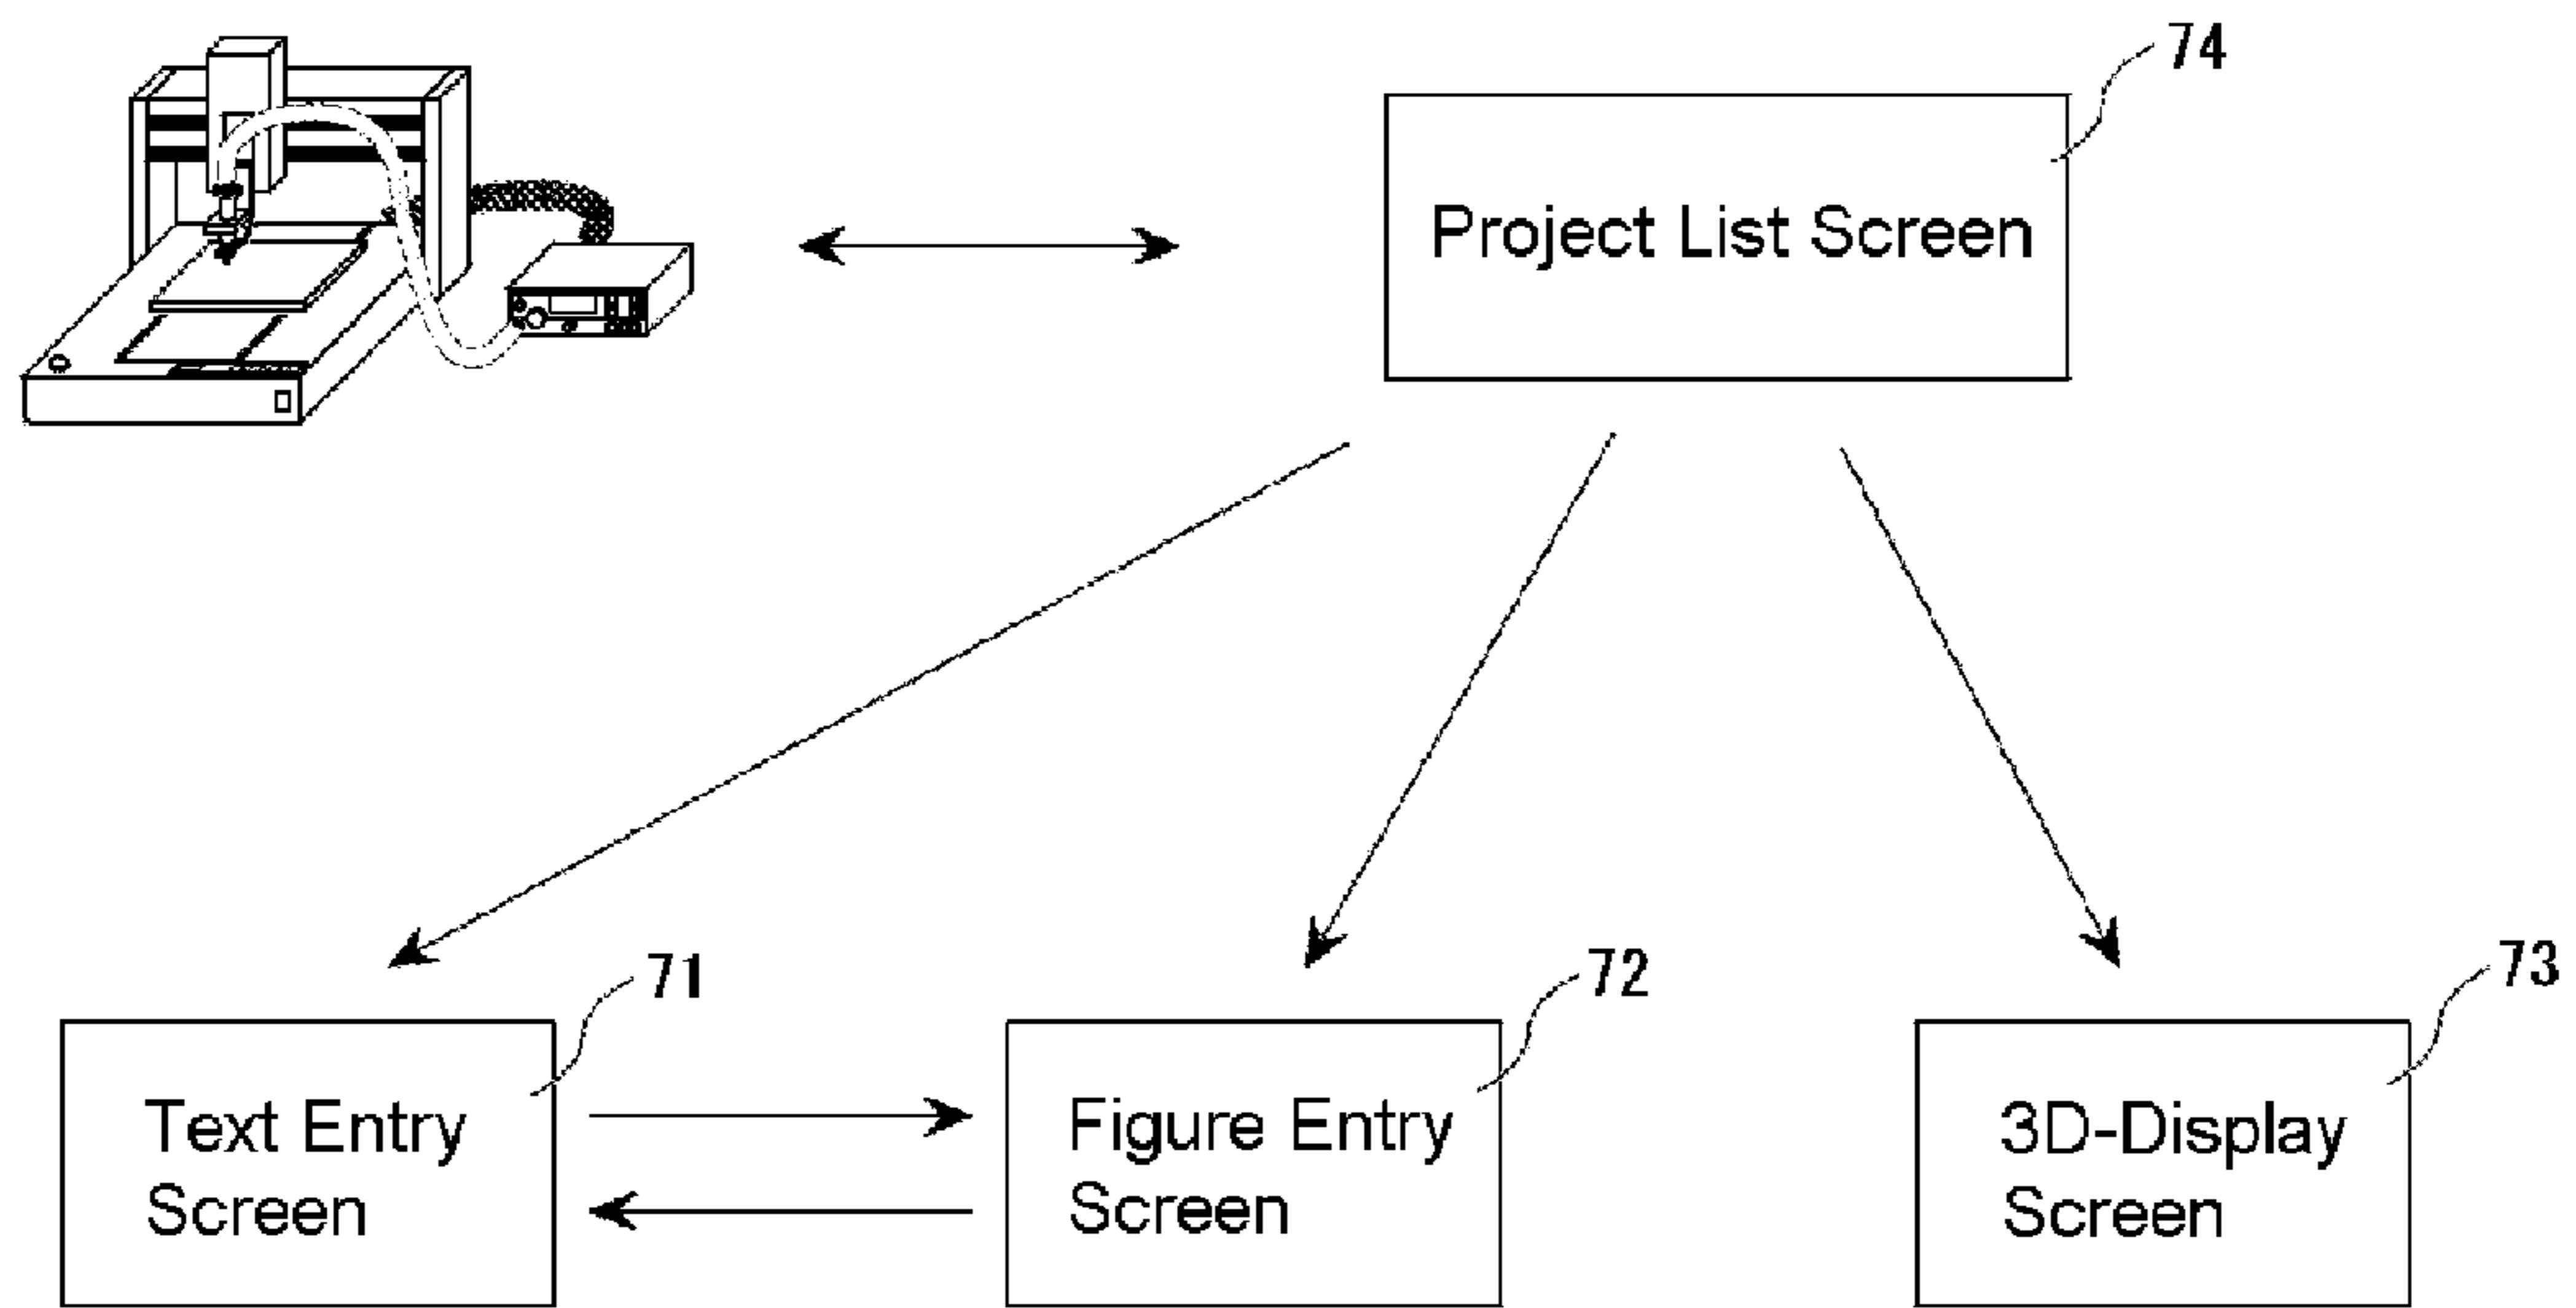 74
Project List Screen
71
72
73
Text Entry
Screen
Figure Entry
Screen
3D-Display
Screen